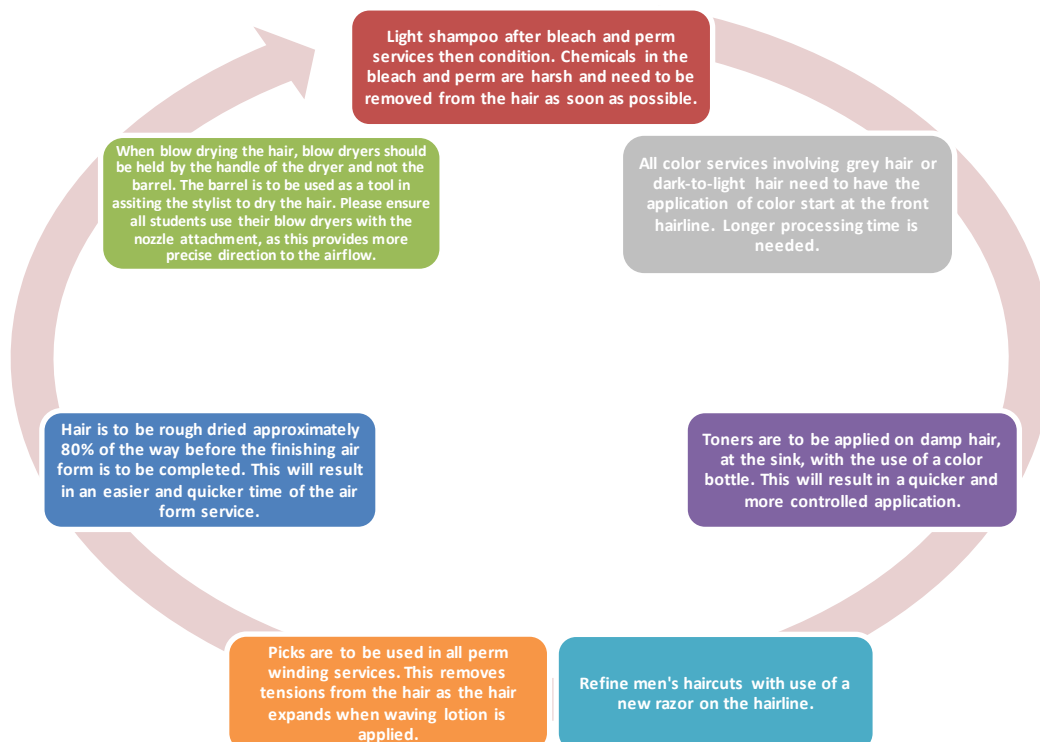 Light shampoo after bleach and perm
services then condition. Chemicals in
the bleach and perm are harsh and need to be
removed from the hair as soon as possible.
All color services involving grey hair or
dark-to-light hair need to have the
application of color start at the front
hairline. Longer processing time is
needed.
Toners are to be applied on damp hair,
at the sink, with the use of a color
bottle. This will result in a quicker and
more controlled application.
Refine men's haircuts with use of a
new razor on the hairline.
Picks are to be used in all perm
winding services. This removes
tensions from the hair as the hair
expands when waving lotion is
applied.
Hair is to be rough dried approximately
80% of the way before the finishing air
form is to be completed. This will result
in an easier and quicker time of the air
form service.
When blow drying the hair, blow dryers should
be held by the handle of the dryer and not the
barrel. The barrel is to be used as a tool in
assiting the stylist to dry the hair. Please ensure
all students use their blow dryers with the
nozzle attachment, as this provides more
precise direction to the airflow.